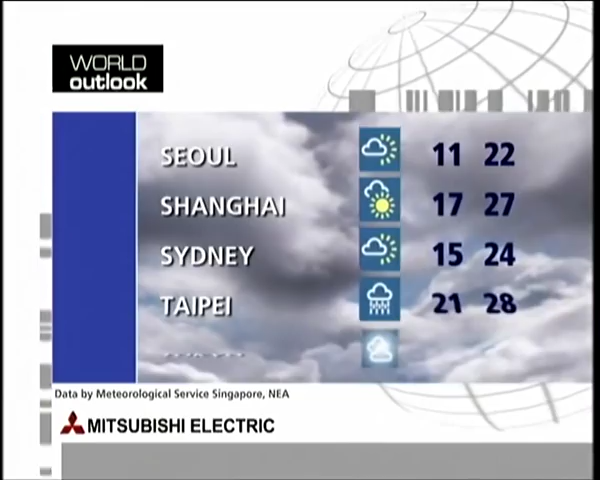 WORLD
outlook
SEOUL 11 22
SHANGHAI 17 27
SYDNEY 15 24
TAIPEI 21 28
Data by Meteorological Service Singapore, NEA
MITSUBISHI ELECTRIC